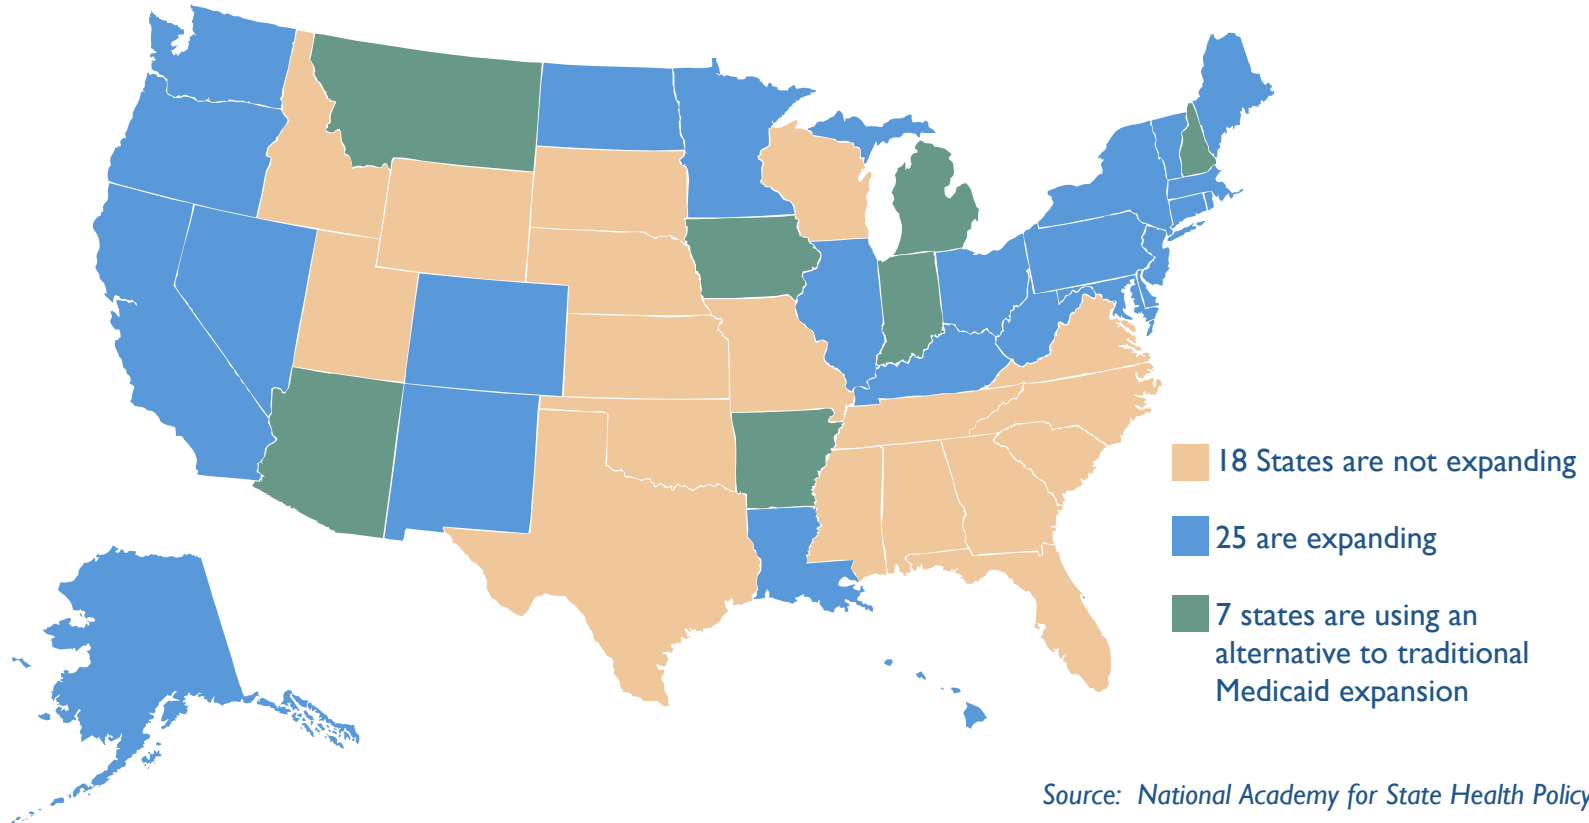 18 States are not expanding
25 are expanding
7 states are using an
alternative to traditional
Medicaid expansion
Source: National Academy for State Health Policy